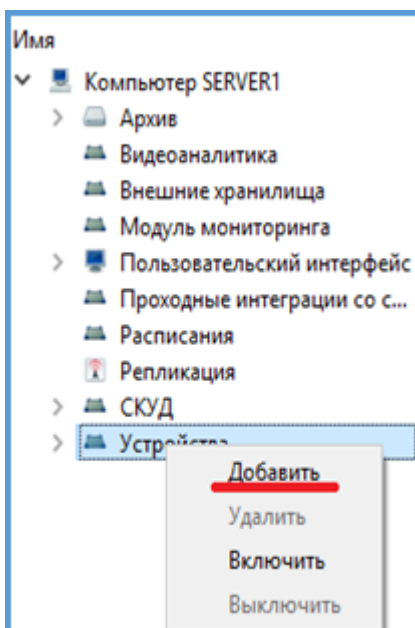 Имя
Компьютер SERVER1
Архив
Видеоаналитика
Внешние хранилища
Модуль мониторинга
Пользовательский интерфейс
Проходные интеграции со с...
Расписания
Репликация
СКУД
Устройства
Добавить
Удалить
Включить
Выключить